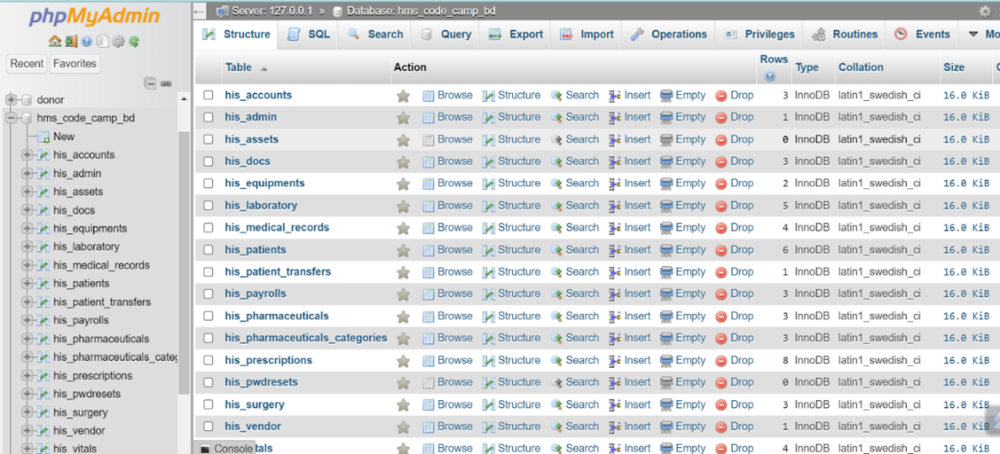 phpMyAdmin
Recent Favorites
donor
hms_code_camp_bd
New
his_accounts
his_admin
his_assets
his_docs
his_equipments
his_laboratory
his_medical_records
his_patients
his_patient_transfers
his_payrolls
his_pharmaceuticals
his_pharmaceuticals_categ
his_prescriptions
his_pwdresets
his_surgery
his_vendor
his_vitals
Server: 127.0.0.1 » Database: hms_code_camp_bd
Structure SQL Search Query Export Import Operations Privileges Routines Events Mo
Table Action Rows Type Collation Size
his_accounts Browse Structure Search Insert Empty Drop 3 InnoDB latin1_swedish_ci 16.0 KiB
his_admin Browse Structure Search Insert Empty Drop 1 InnoDB latin1_swedish_ci 16.0 KiB
his_assets Browse Structure Search Insert Empty Drop 0 InnoDB latin1_swedish_ci 16.0 KiB
his_docs Browse Structure Search Insert Empty Drop 3 InnoDB latin1_swedish_ci 16.0 KiB
his_equipments Browse Structure Search Insert Empty Drop 2 InnoDB latin1_swedish_ci 16.0 KiB
his_laboratory Browse Structure Search Insert Empty Drop 5 InnoDB latin1_swedish_ci 16.0 KiB
his_medical_records Browse Structure Search Insert Empty Drop 4 InnoDB latin1_swedish_ci 16.0 KiB
his_patients Browse Structure Search Insert Empty Drop 6 InnoDB latin1_swedish_ci 16.0 KiB
his_patient_transfers Browse Structure Search Insert Empty Drop 1 InnoDB latin1_swedish_ci 16.0 KiB
his_payrolls Browse Structure Search Insert Empty Drop 3 InnoDB latin1_swedish_ci 16.0 KiB
his_pharmaceuticals Browse Structure Search Insert Empty Drop 3 InnoDB latin1_swedish_ci 16.0 KiB
his_pharmaceuticals_categories Browse Structure Search Insert Empty Drop 3 InnoDB latin1_swedish_ci 16.0 KiB
his_prescriptions Browse Structure Search Insert Empty Drop 8 InnoDB latin1_swedish_ci 16.0 KiB
his_pwdresets Browse Structure Search Insert Empty Drop 0 InnoDB latin1_swedish_ci 16.0 KiB
his_surgery Browse Structure Search Insert Empty Drop 3 InnoDB latin1_swedish_ci 16.0 KiB
his_vendor Browse Structure Search Insert Empty Drop 1 InnoDB latin1_swedish_ci 16.0 KiB
Console tals Browse Structure Search Insert Empty Drop 4 InnoDB latin1_swedish_ci 16.0 KiB